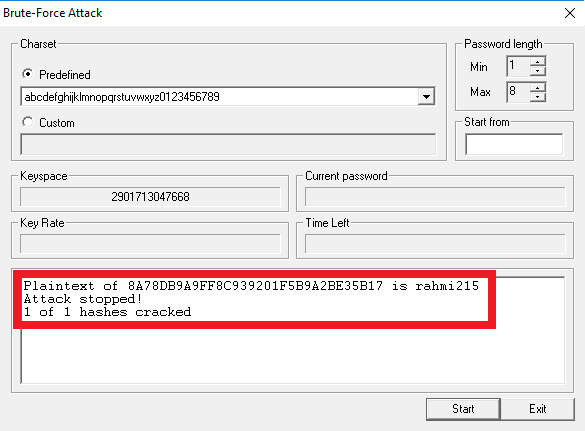 Brute-Force Attack
Charset
Predefined
abcdefghijklmnopqrstuvwxyz0123456789
Custom
Password length
Min 1
Max 8
Start from
Keyspace
2901713047668
Current password
Key Rate
Time Left
Plaintext of 8A78DB9A9FF8C939201F5B9A2BE35B17 is rahmi215
Attack stopped!
1 of 1 hashes cracked
Start
Exit